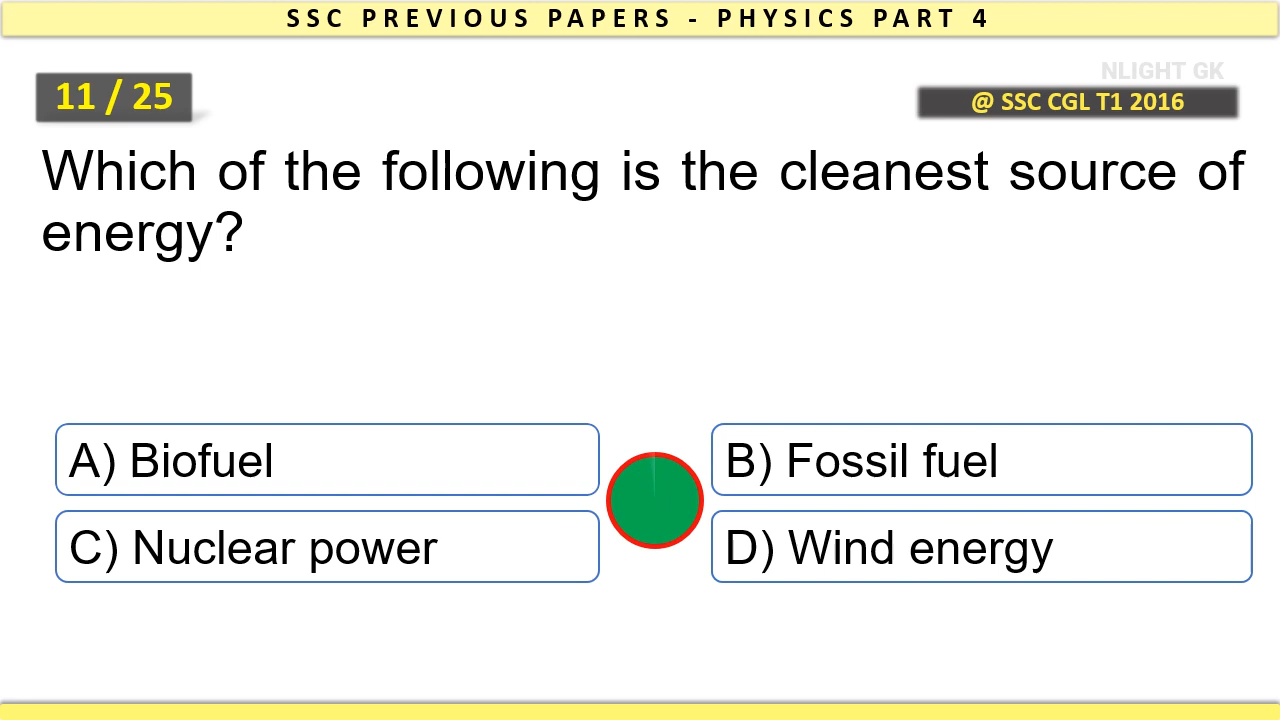 SSC PREVIOUS PAPERS - PHYSICS PART 4
NLIGHT GK
11 / 25
@ SSC CGL T1 2016
Which of the following is the cleanest source of
energy?
A) Biofuel
B) Fossil fuel
C) Nuclear power
D) Wind energy